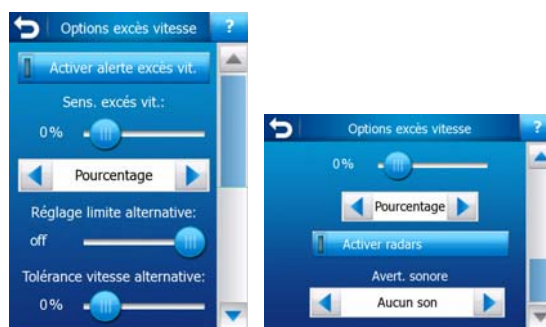 Options excès vitesse ?
Activer alerte excès vit.
Sens. excés vit.:
0%
Pourcentage
Réglage limite alternative:
off
Tolérance vitesse alternative:
0%
Options excès vitesse ?
0%
Pourcentage
Activer radars
Avert. sonore
Aucun son